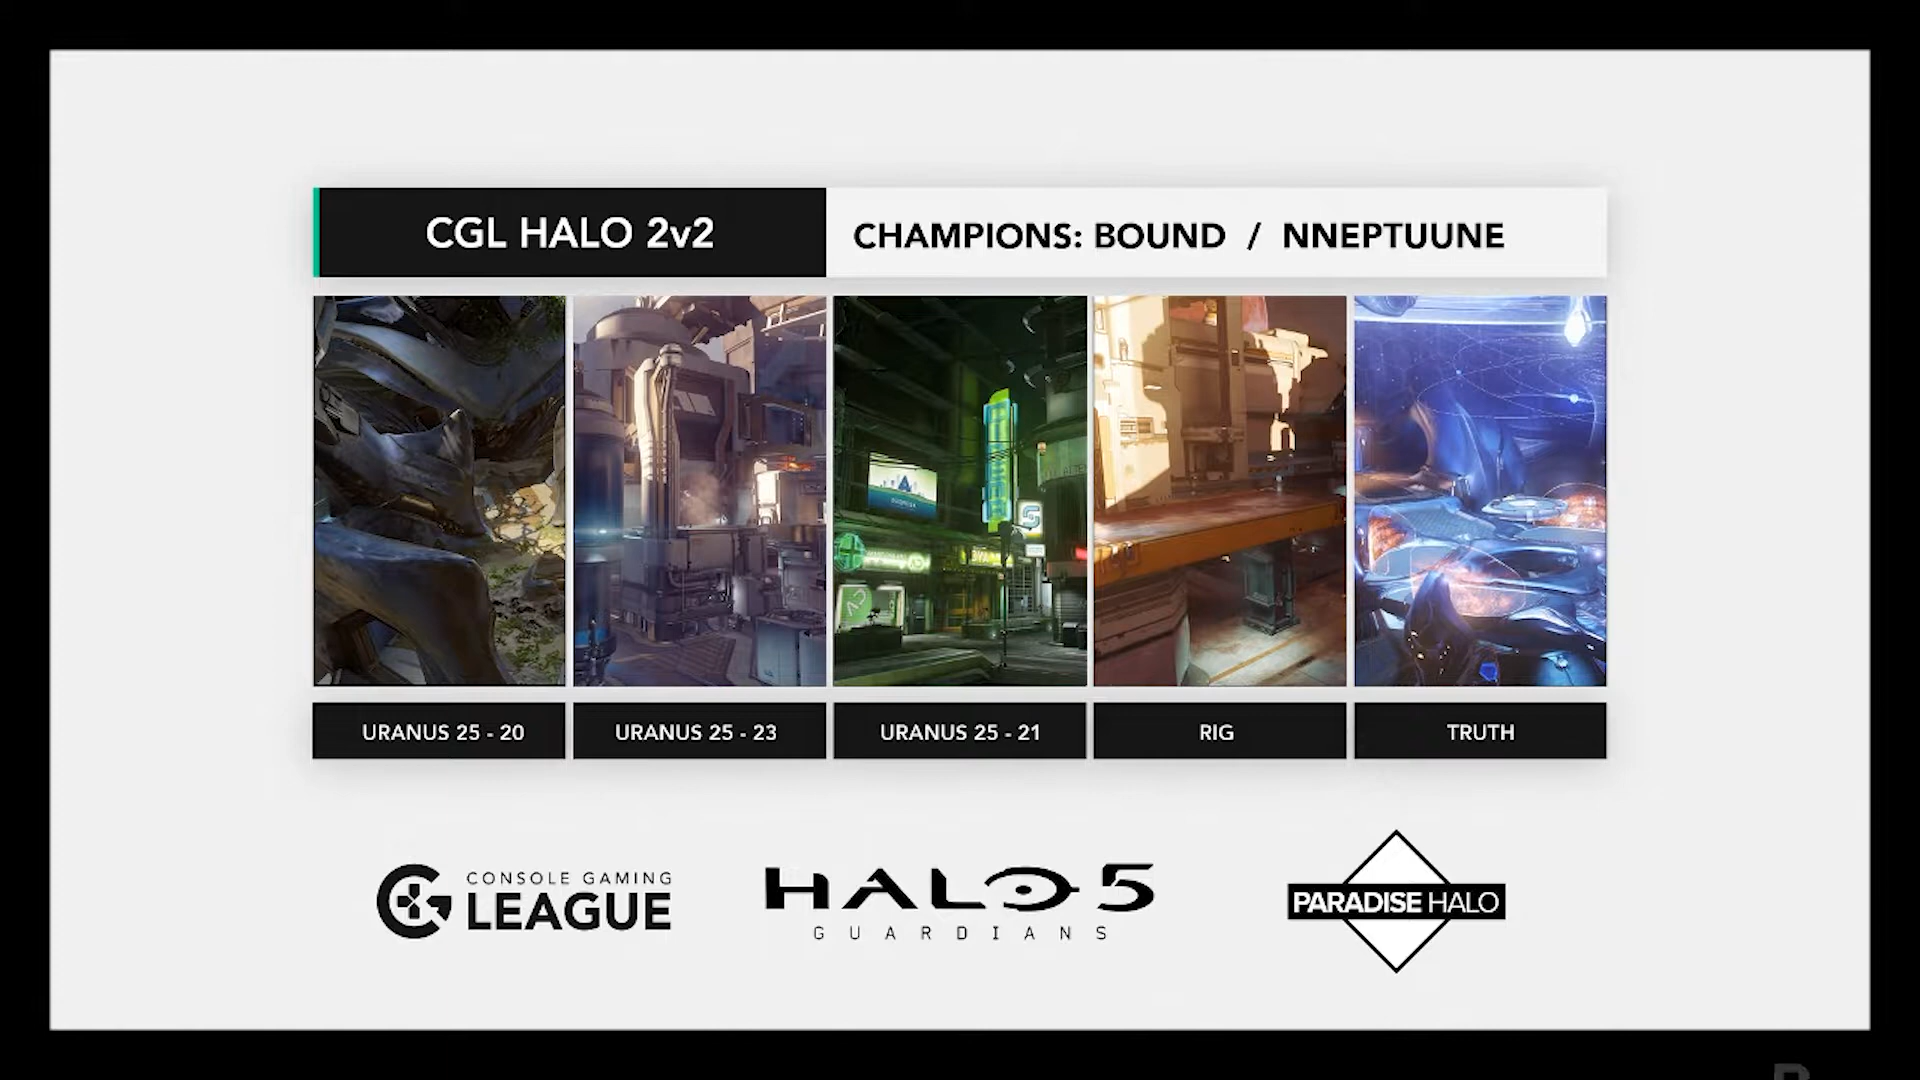 CGL HALO 2v2
CHAMPIONS: BOUND / NNEPTUUNE
URANUS 25 - 20
URANUS 25 - 23
URANUS 25 - 21
RIG
TRUTH
CONSOLE GAMING
LEAGUE
HALO 5
GUARDIANS
PARADISE HALO